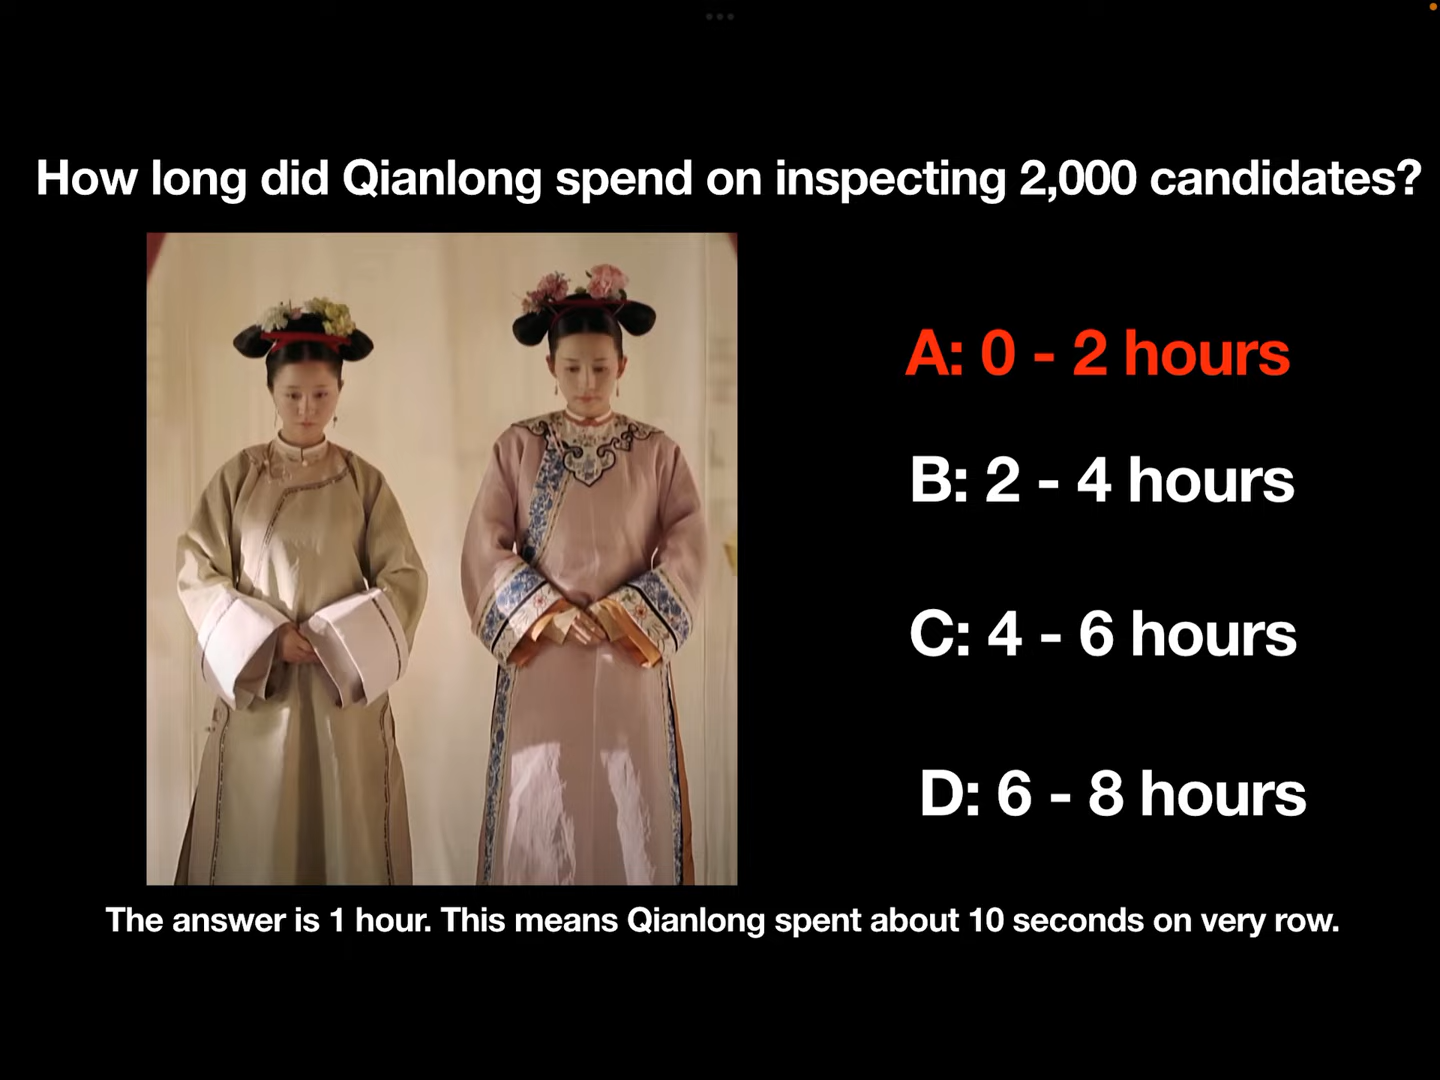 How long did Qianlong spend on inspecting 2,000 candidates?
A: 0 - 2 hours
B: 2 - 4 hours
C: 4 - 6 hours
D: 6 - 8 hours
The answer is 1 hour. This means Qianlong spent about 10 seconds on very row.